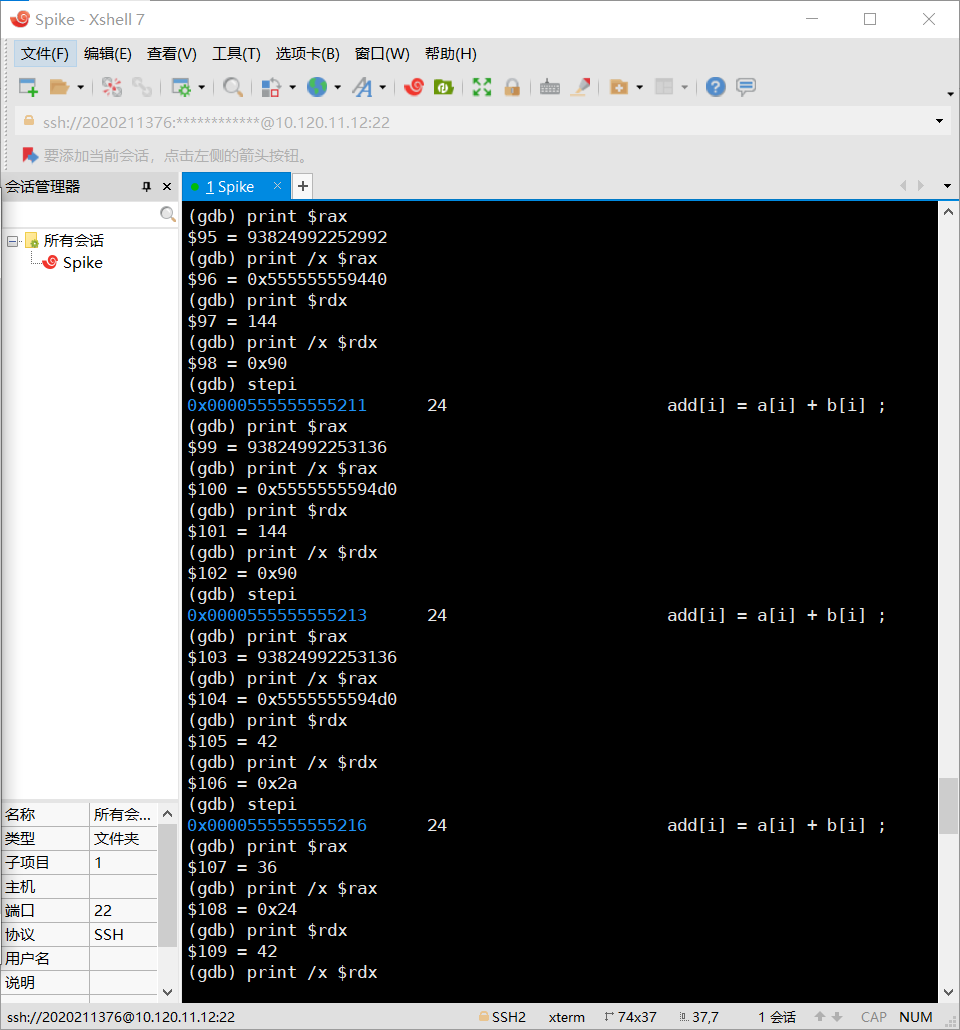 Spike - Xshell 7
文件(F) 编辑(E) 查看(V) 工具(T) 选项卡(B) 窗口(W) 帮助(H)
ssh://2020211376:************@10.120.11.12:22
要添加当前会话，点击左侧的箭头按钮。
会话管理器
所有会话
Spike
名称 所有会...
类型 文件夹
子项目 1
主机
端口 22
协议 SSH
用户名
说明
1 Spike
(gdb) print $rax
$95 = 93824992252992
(gdb) print /x $rax
$96 = 0x555555559440
(gdb) print $rdx
$97 = 144
(gdb) print /x $rdx
$98 = 0x90
(gdb) stepi
0x0000555555555211 24 add[i] = a[i] + b[i] ;
(gdb) print $rax
$99 = 93824992253136
(gdb) print /x $rax
$100 = 0x5555555594d0
(gdb) print $rdx
$101 = 144
(gdb) print /x $rdx
$102 = 0x90
(gdb) stepi
0x0000555555555213 24 add[i] = a[i] + b[i] ;
(gdb) print $rax
$103 = 93824992253136
(gdb) print /x $rax
$104 = 0x5555555594d0
(gdb) print $rdx
$105 = 42
(gdb) print /x $rdx
$106 = 0x2a
(gdb) stepi
0x0000555555555216 24 add[i] = a[i] + b[i] ;
(gdb) print $rax
$107 = 36
(gdb) print /x $rax
$108 = 0x24
(gdb) print $rdx
$109 = 42
(gdb) print /x $rdx
ssh://2020211376@10.120.11.12:22 SSH2 xterm 74x37 37,7 1 会话 CAP NUM